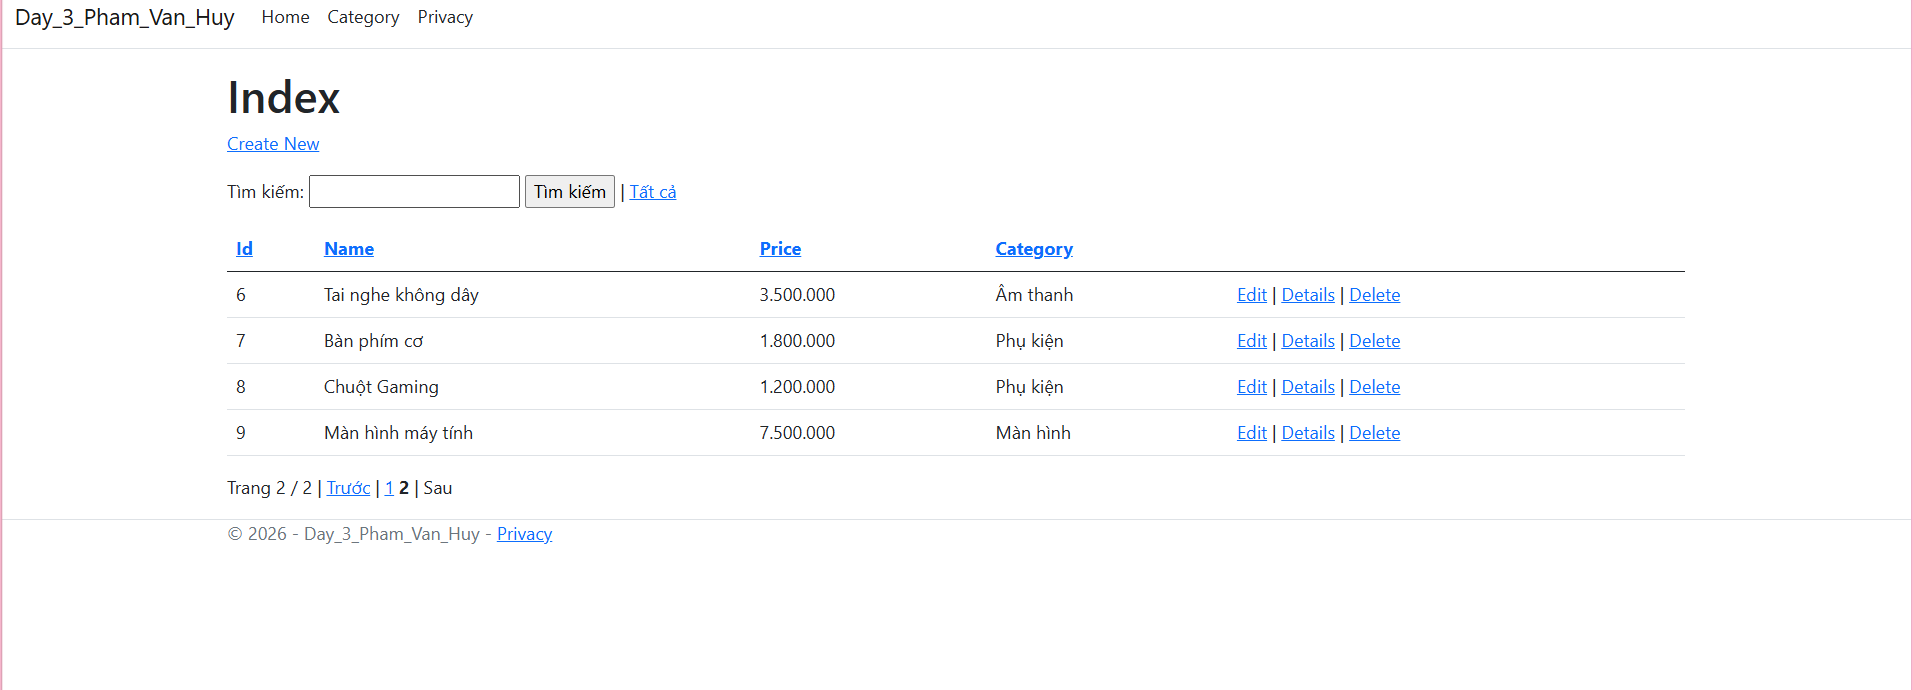 Day_3_Pham_Van_Huy Home Category Privacy
Index
Create New
Tìm kiếm: Tìm kiếm | Tất cả
Id Name Price Category
6 Tai nghe không dây 3.500.000 Âm thanh Edit | Details | Delete
7 Bàn phím cơ 1.800.000 Phụ kiện Edit | Details | Delete
8 Chuột Gaming 1.200.000 Phụ kiện Edit | Details | Delete
9 Màn hình máy tính 7.500.000 Màn hình Edit | Details | Delete
Trang 2 / 2 | Trước | 1 2 | Sau
© 2026 - Day_3_Pham_Van_Huy - Privacy